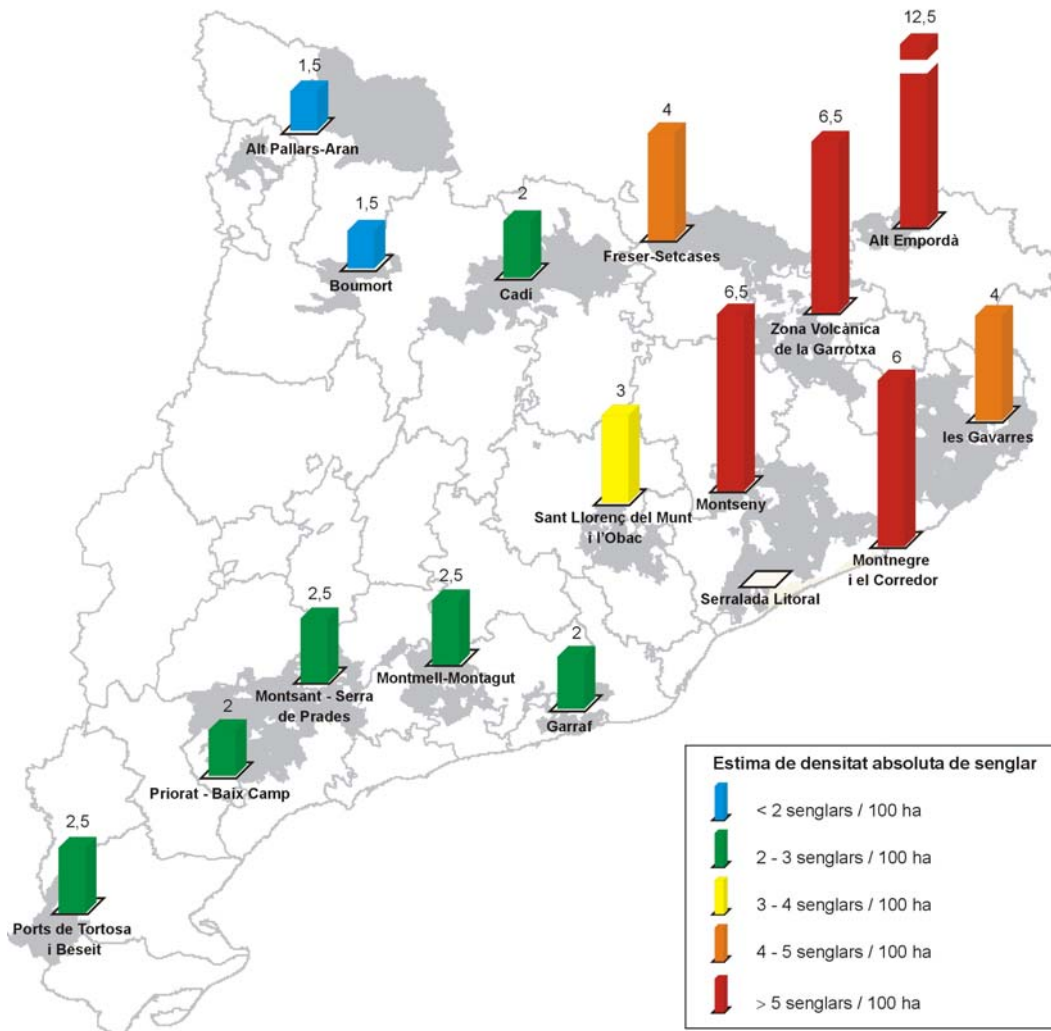 12,5
1,5
Alt Pallars-Aran
4
6,5
Alt Empordà
1,5
2
Freser-Setcases
Boumort
Cadí
6,5
4
Zona Volcànica
de la Garrotxa
6
3
les Gavarres
Montseny
Sant Llorenç del Munt
i l'Obac
Montnegre
i el Corredor
Serralada Litoral
2,5
2,5
2
Montmell-Montagut
Montsant - Serra
de Prades
Garraf
2
Priorat - Baix Camp
2,5
Ports de Tortosa
i Beseit
Estima de densitat absoluta de senglar
< 2 senglars / 100 ha
2 - 3 senglars / 100 ha
3 - 4 senglars / 100 ha
4 - 5 senglars / 100 ha
> 5 senglars / 100 ha